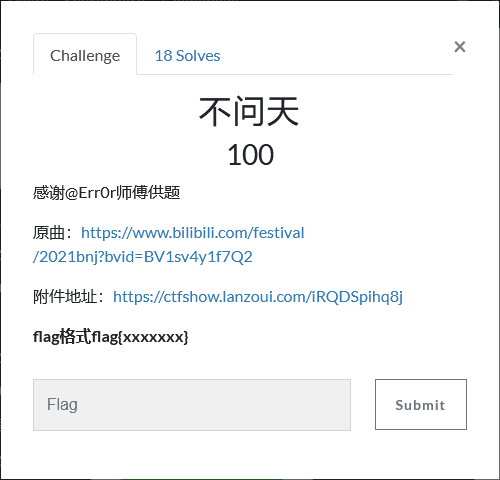 Challenge
18 Solves
×
不问天
100
感谢@Err0r师傅供题
原曲：https://www.bilibili.com/festival
/2021bnj?bvid=BV1sv4y1f7Q2
附件地址：https://ctfshow.lanzoui.com/iRQDSpihq8j
flag格式flag{xxxxxxx}
Flag
Submit